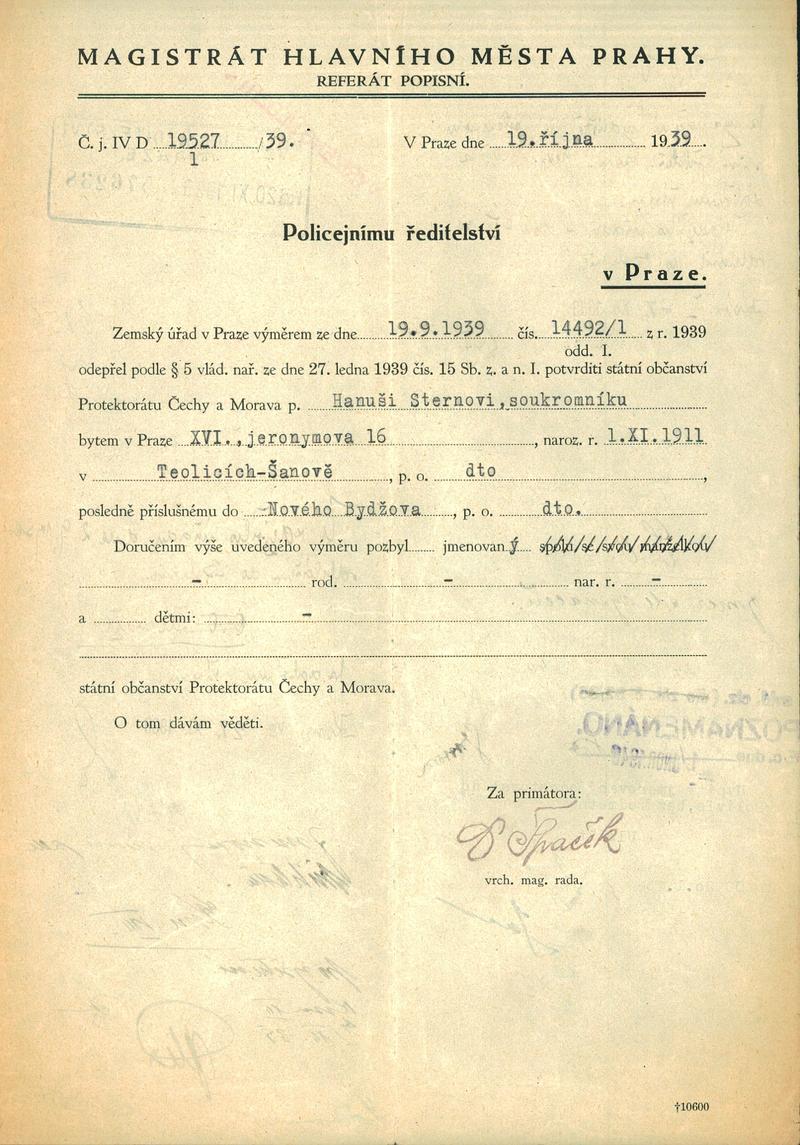 MAGISTRÁT HLAVNÍHO MĚSTA PRAHY.
REFERÁT POPISNÍ.
Č. j. IV D 19527 /39.
1
V Praze dne 19.října 1939.
Policejnímu ředitelství
v Praze.
Zemský úřad v Praze výměrem ze dne 19.9.1939 čís. 14492/1 z r. 1939
odd. I.
odepřel podle § 5 vlád. nař. ze dne 27. ledna 1939 čís. 15 Sb. z. a n. I. potvrditi státní občanství
Protektorátu Čechy a Morava p. Hanuši Sternovi,soukromníku
bytem v Praze XVI.,jeronymova 16, naroz. r. 1.XI.1911
v Teolicích-Šanově, p. o. dto,
posledně příslušnému do -Nového Bydžova, p. o. dto.
Doručením výše uvedeného výměru pozbyl jmenovaný
- rod. - nar. r. -
a dětmi: -
státní občanství Protektorátu Čechy a Morava.
O tom dávám věděti.
POZNAMENÁNO.
Za primátora:
Dr Špaček
vrch. mag. rada.
†10600